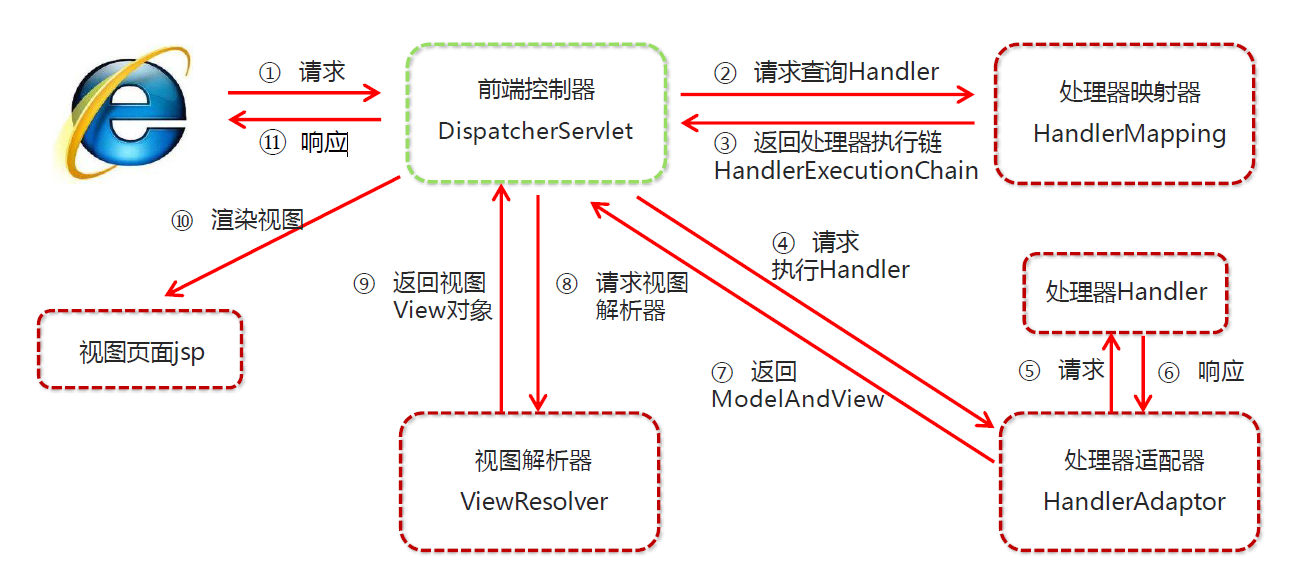 ① 请求
⑪ 响应
前端控制器
DispatcherServlet
② 请求查询Handler
③ 返回处理器执行链
HandlerExecutionChain
处理器映射器
HandlerMapping
⑩ 渲染视图
⑨ 返回视图
View对象
⑧ 请求视图
解析器
④ 请求
执行Handler
处理器Handler
视图页面jsp
⑦ 返回
ModelAndView
⑤ 请求
⑥ 响应
视图解析器
ViewResolver
处理器适配器
HandlerAdaptor